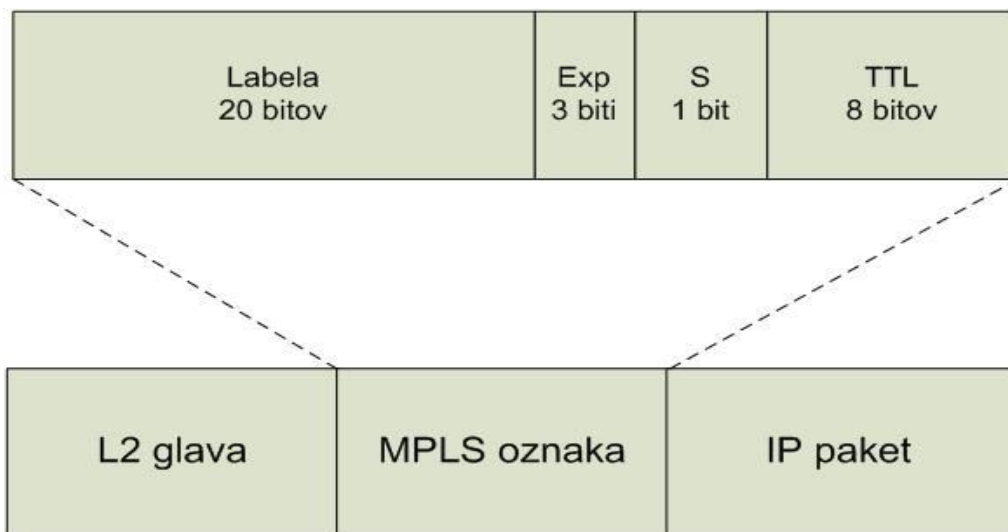 Labela
20 bitov
Exp
3 biti
S
1 bit
TTL
8 bitov
L2 glava
MPLS oznaka
IP paket